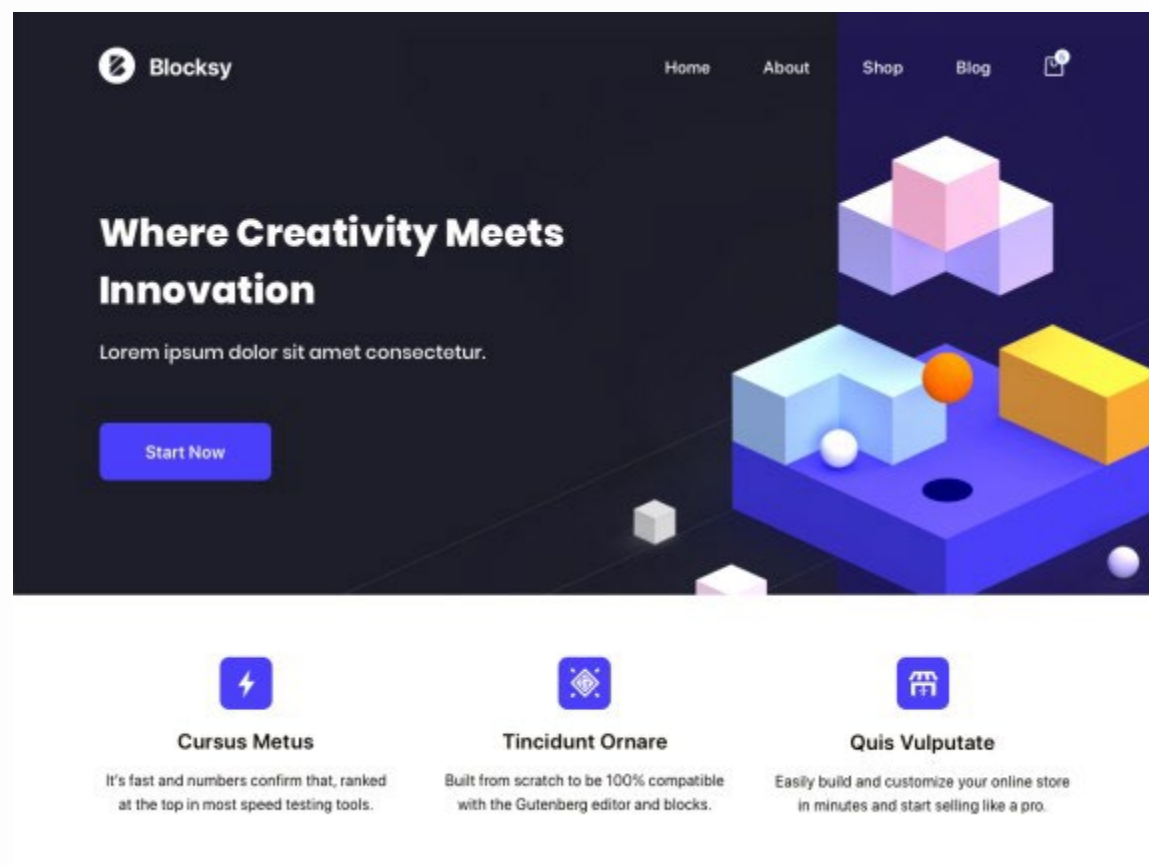 Blocksy
Home About Shop Blog
Where Creativity Meets
Innovation
Lorem ipsum dolor sit amet consectetur.
Start Now
Cursus Metus
It's fast and numbers confirm that, ranked
at the top in most speed testing tools.
Tincidunt Ornare
Built from scratch to be 100% compatible
with the Gutenberg editor and blocks.
Quis Vulputate
Easily build and customize your online store
in minutes and start selling like a pro.